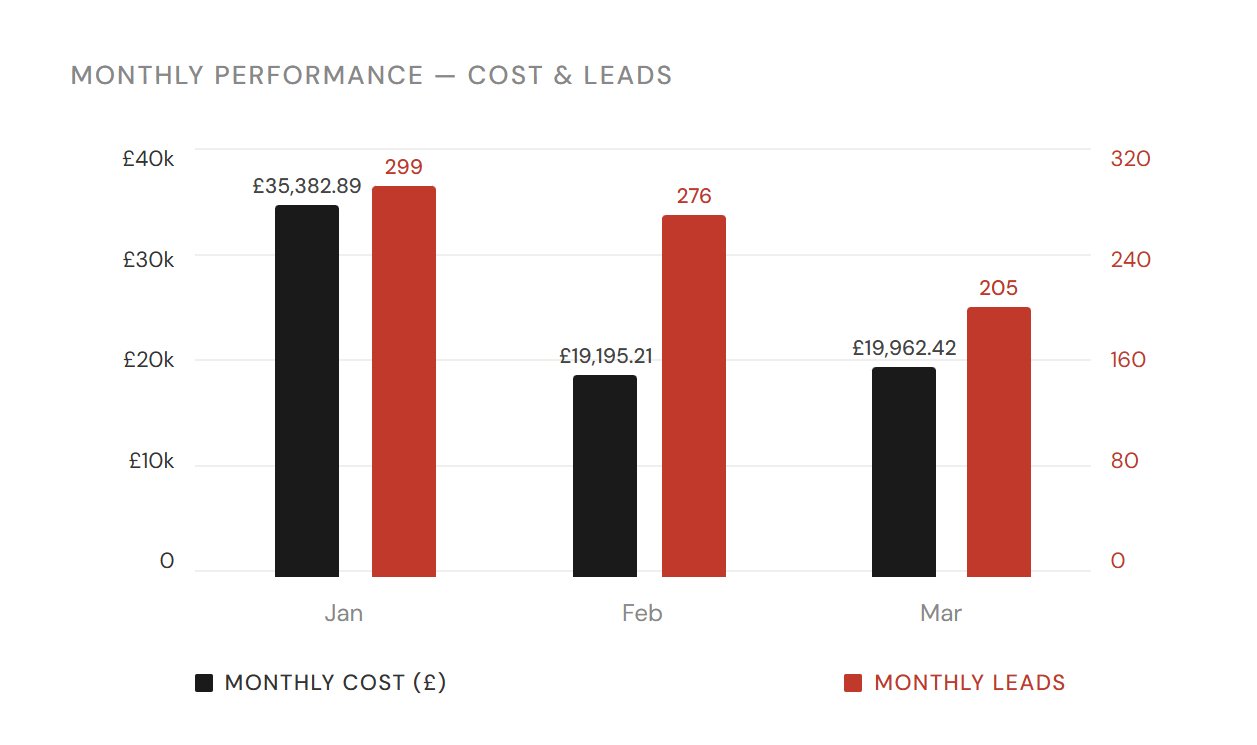 MONTHLY PERFORMANCE — COST & LEADS
£40k
£30k
£20k
£10k
0
£35,382.89
299
£19,195.21
276
£19,962.42
205
320
240
160
80
0
Jan
Feb
Mar
MONTHLY COST (£)
MONTHLY LEADS